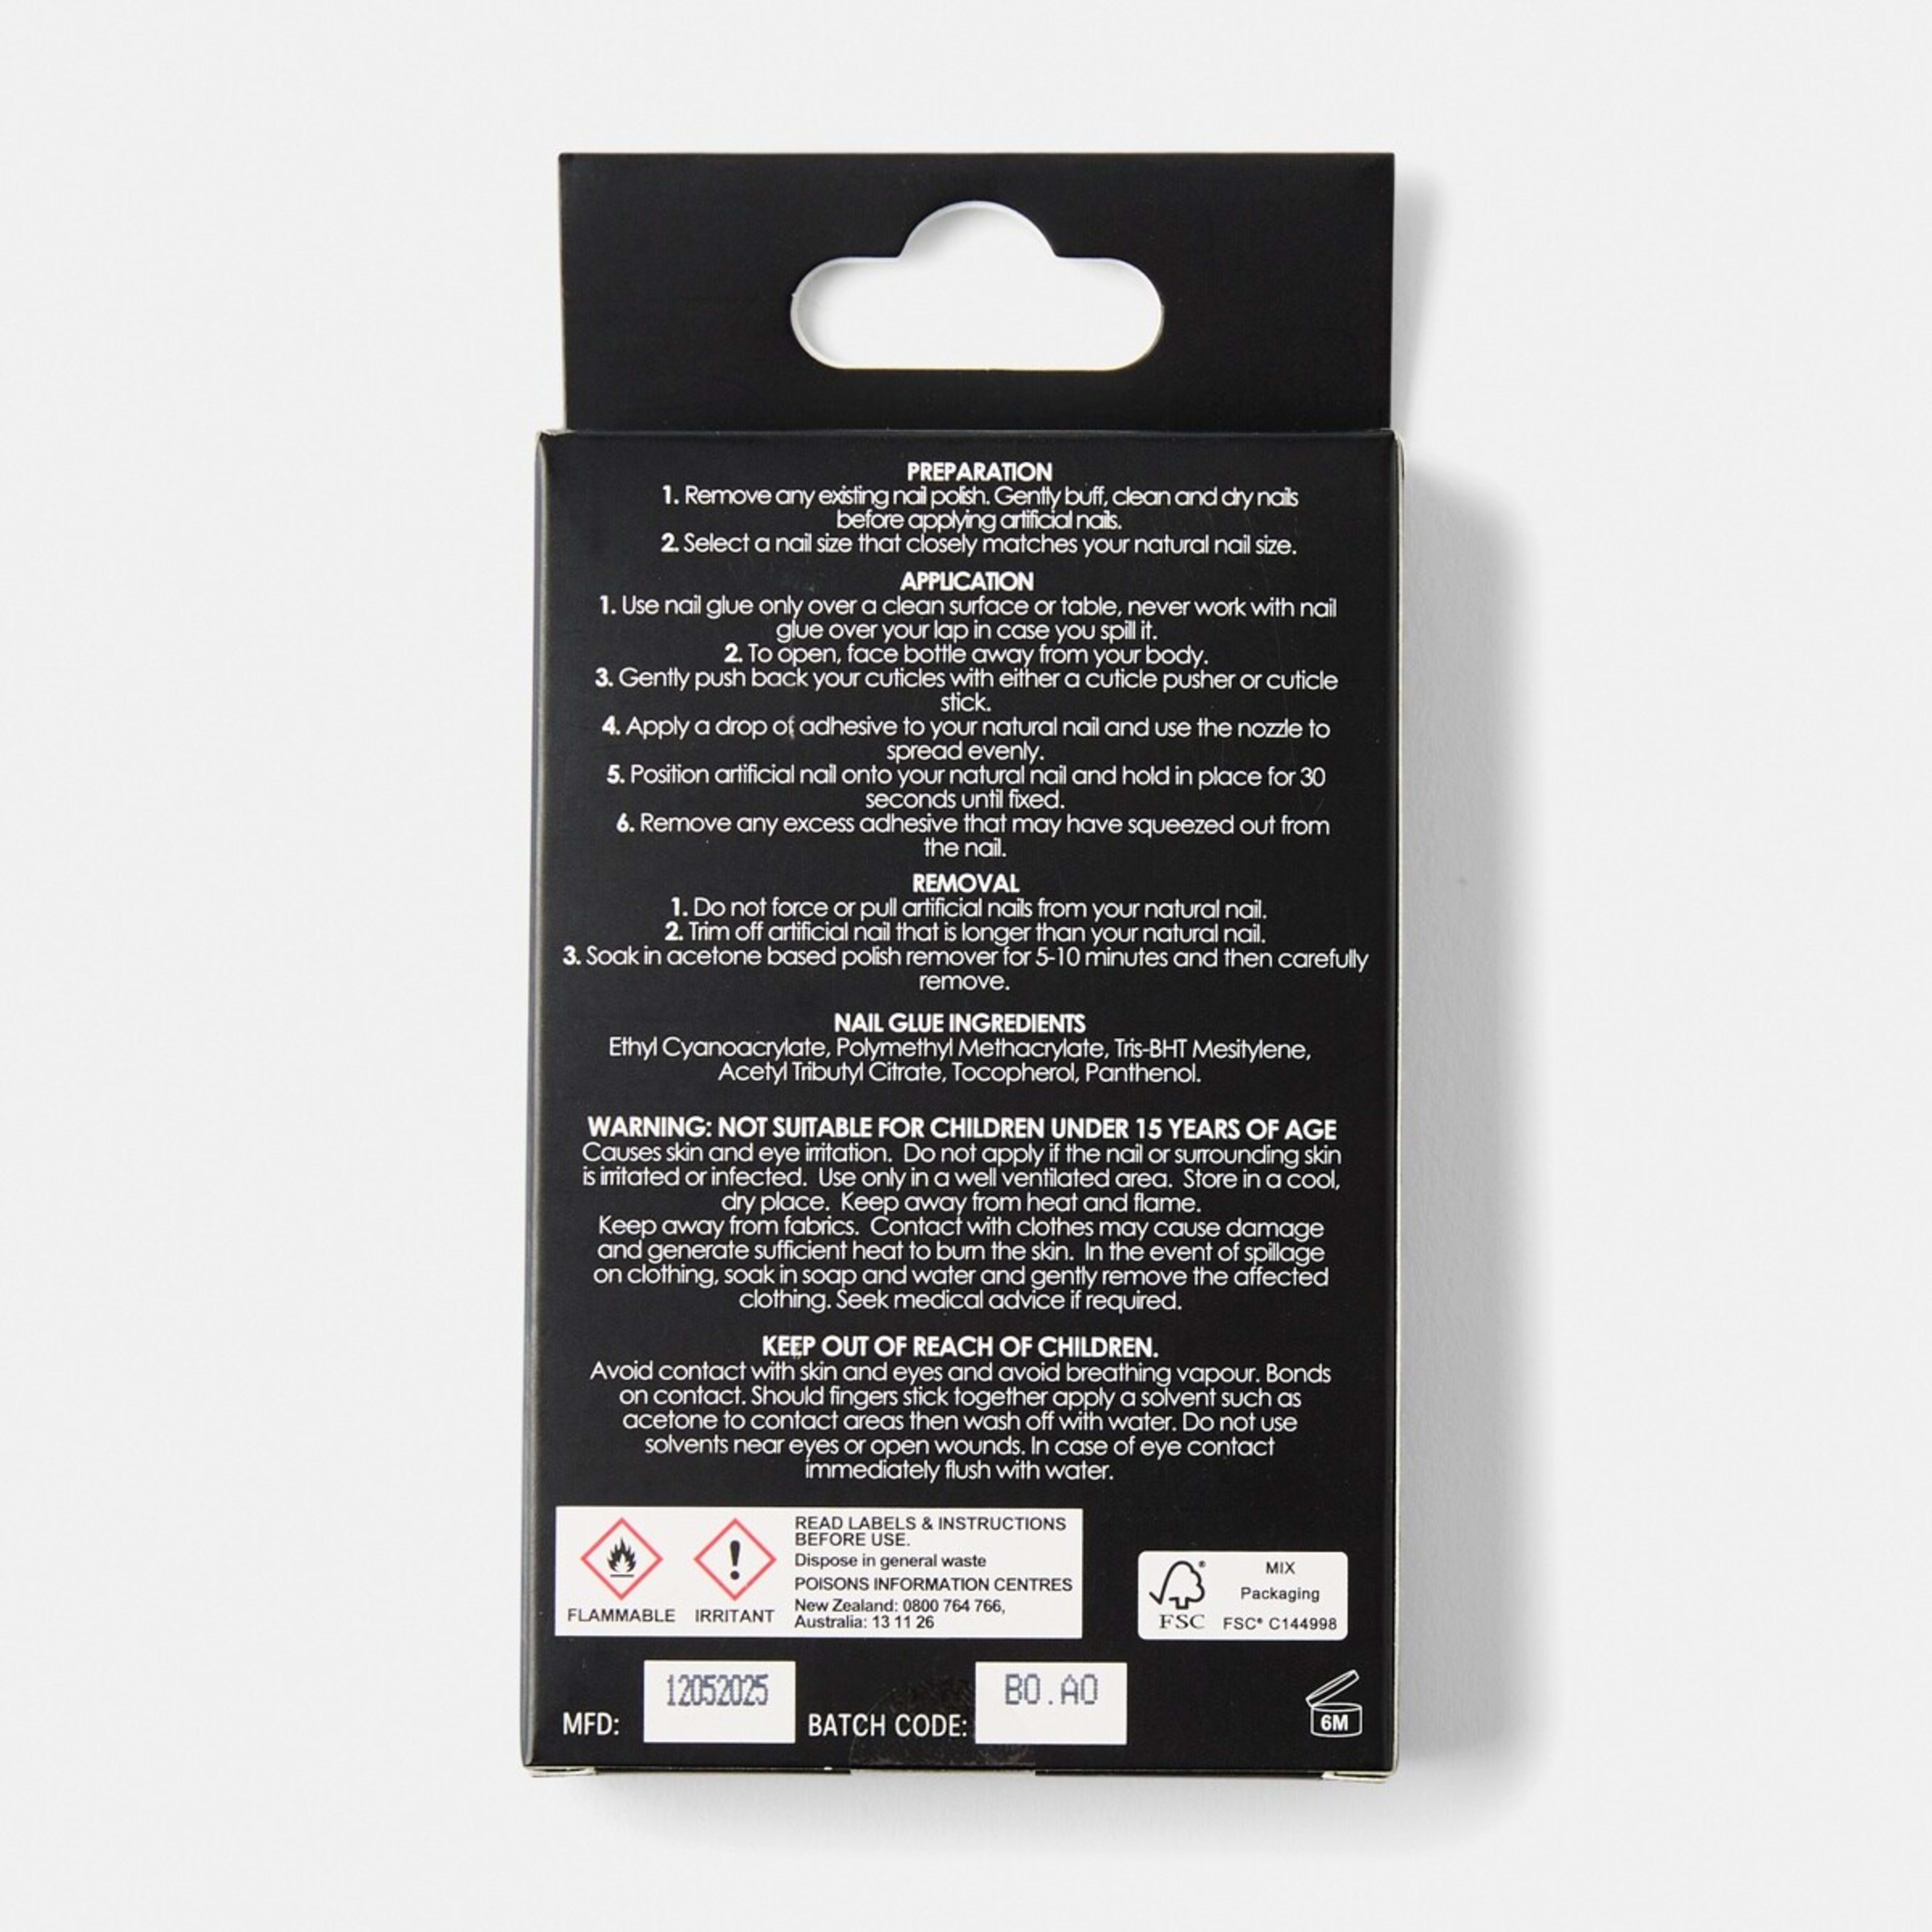 PREPARATION
1. Remove any existing nail polish. Gently buff, clean and dry nails
before applying artificial nails.
2. Select a nail size that closely matches your natural nail size.
APPLICATION
1. Use nail glue only over a clean surface or table, never work with nail
glue over your lap in case you spill it.
2. To open, face bottle away from your body.
3. Gently push back your cuticles with either a cuticle pusher or cuticle
stick.
4. Apply a drop of adhesive to your natural nail and use the nozzle to
spread evenly.
5. Position artificial nail onto your natural nail and hold in place for 30
seconds until fixed.
6. Remove any excess adhesive that may have squeezed out from
the nail.
REMOVAL
1. Do not force or pull artificial nails from your natural nail.
2. Trim off artificial nail that is longer than your natural nail.
3. Soak in acetone based polish remover for 5-10 minutes and then carefully
remove.
NAIL GLUE INGREDIENTS
Ethyl Cyanoacrylate, Polymethyl Methacrylate, Tris-BHT Mesitylene,
Acetyl Tributyl Citrate, Tocopherol, Panthenol.
WARNING: NOT SUITABLE FOR CHILDREN UNDER 15 YEARS OF AGE
Causes skin and eye irritation. Do not apply if the nail or surrounding skin
is irritated or infected. Use only in a well ventilated area. Store in a cool,
dry place. Keep away from heat and flame.
Keep away from fabrics. Contact with clothes may cause damage
and generate sufficient heat to burn the skin. In the event of spillage
on clothing, soak in soap and water and gently remove the affected
clothing. Seek medical advice if required.
KEEP OUT OF REACH OF CHILDREN.
Avoid contact with skin and eyes and avoid breathing vapour. Bonds
on contact. Should fingers stick together apply a solvent such as
acetone to contact areas then wash off with water. Do not use
solvents near eyes or open wounds. In case of eye contact
immediately flush with water.
FLAMMABLE IRRITANT
READ LABELS & INSTRUCTIONS
BEFORE USE.
Dispose in general waste
POISONS INFORMATION CENTRES
New Zealand: 0800 764 766,
Australia: 13 11 26
FSC
MIX
Packaging
FSC® C144998
MFD: 12052025 BATCH CODE: B0.A0
6M